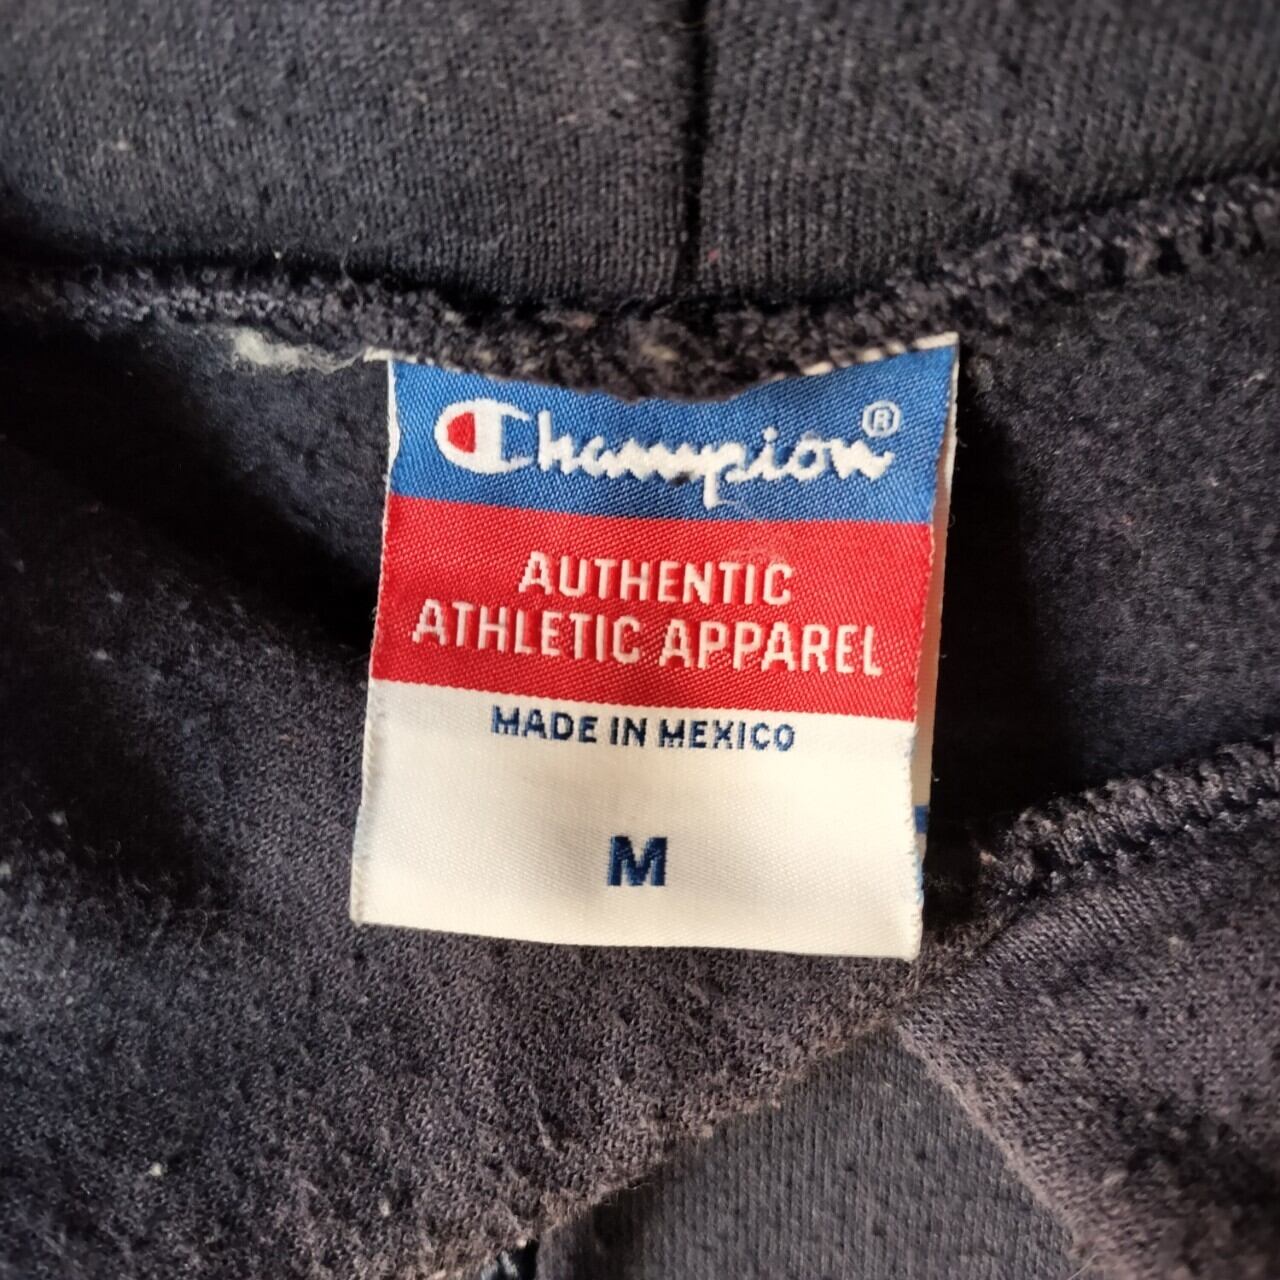 Champion®
AUTHENTIC
ATHLETIC APPAREL
MADE IN MEXICO
M